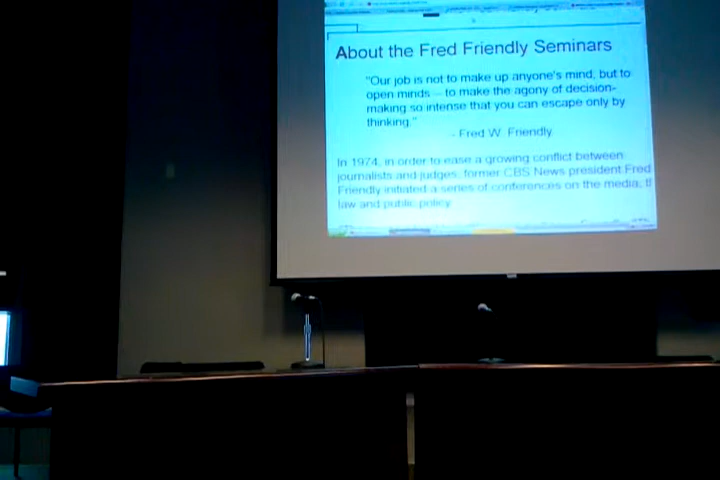 About the Fred Friendly Seminars
"Our job is not to make up anyone's mind, but to
open minds – to make the agony of decision-
making so intense that you can escape only by
thinking."
- Fred W. Friendly
In 1974, in order to ease a growing conflict between
journalists and judges, former CBS News president Fred
Friendly initiated a series of conferences on the media, t
law and public policy.